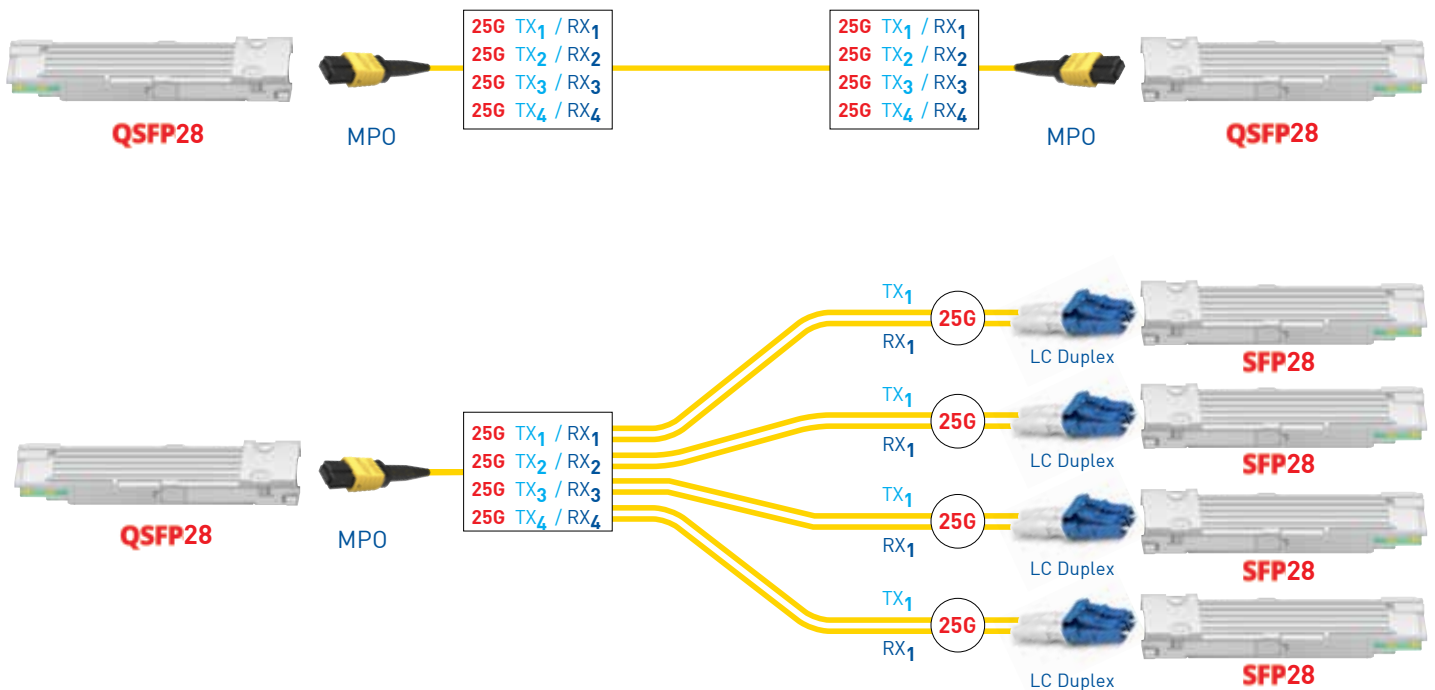 25G TX1 / RX1
25G TX2 / RX2
25G TX3 / RX3
25G TX4 / RX4
25G TX1 / RX1
25G TX2 / RX2
25G TX3 / RX3
25G TX4 / RX4
QSFP28
MPO
MPO
QSFP28
TX1
25G
RX1
LC Duplex
SFP28
TX1
25G
RX1
LC Duplex
SFP28
25G TX1 / RX1
25G TX2 / RX2
25G TX3 / RX3
25G TX4 / RX4
QSFP28
MPO
TX1
25G
RX1
LC Duplex
SFP28
TX1
25G
RX1
LC Duplex
SFP28